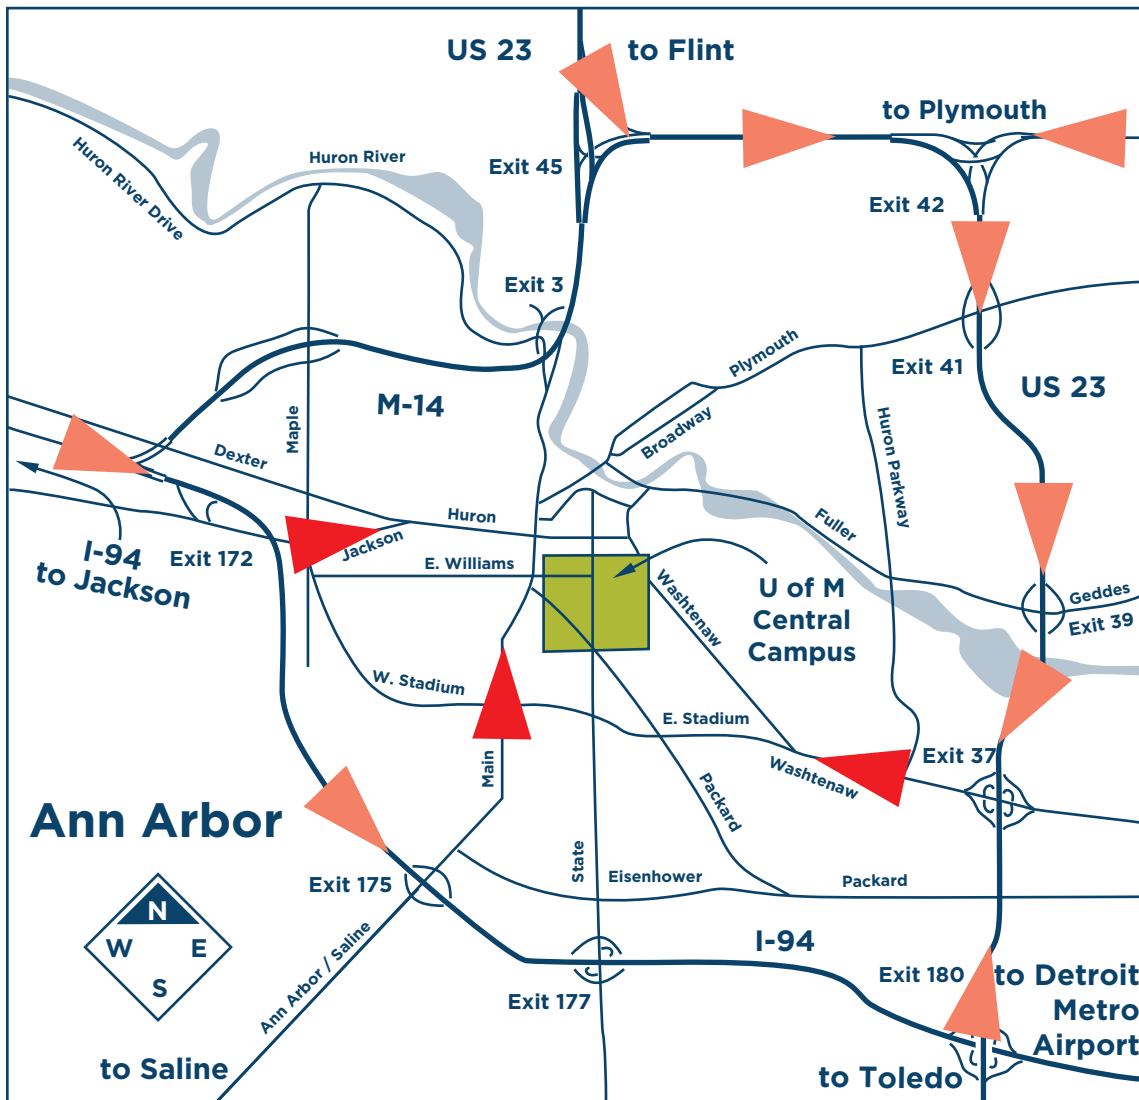 US 23
to Flint
to Plymouth
Huron River
Exit 45
Huron River Drive
Exit 42
Exit 3
Plymouth
Exit 41
US 23
M-14
Maple
Broadway
Huron Parkway
Dexter
Huron
Fuller
Jackson
I-94
to Jackson
Exit 172
E. Williams
Washtenaw
U of M
Central
Campus
Geddes
Exit 39
W. Stadium
E. Stadium
Main
Exit 37
Washtenaw
Packard
Ann Arbor
State
Exit 175
Eisenhower
Packard
N
W
E
S
Ann Arbor / Saline
I-94
Exit 180
to Detroit
Metro
Airport
Exit 177
to Saline
to Toledo